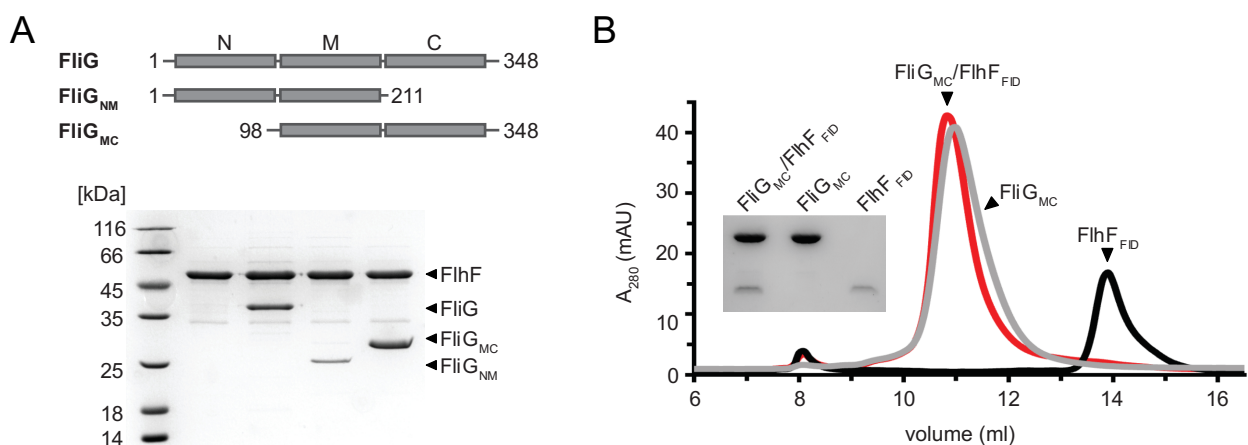 A
N M C
FliG 1 348
FliG NM 1 211
FliG MC 98 348
[kDa]
116
66
45
35
25
18
14
FlhF
FliG
FliG MC
FliG NM
B
FliG MC/FlhF FID
FliG MC
FlhF FID
FliG MC/FlhF FID
FliG MC
FlhF FID
A 280 (mAU)
40
30
20
10
0
6 8 10 12 14 16
volume (ml)